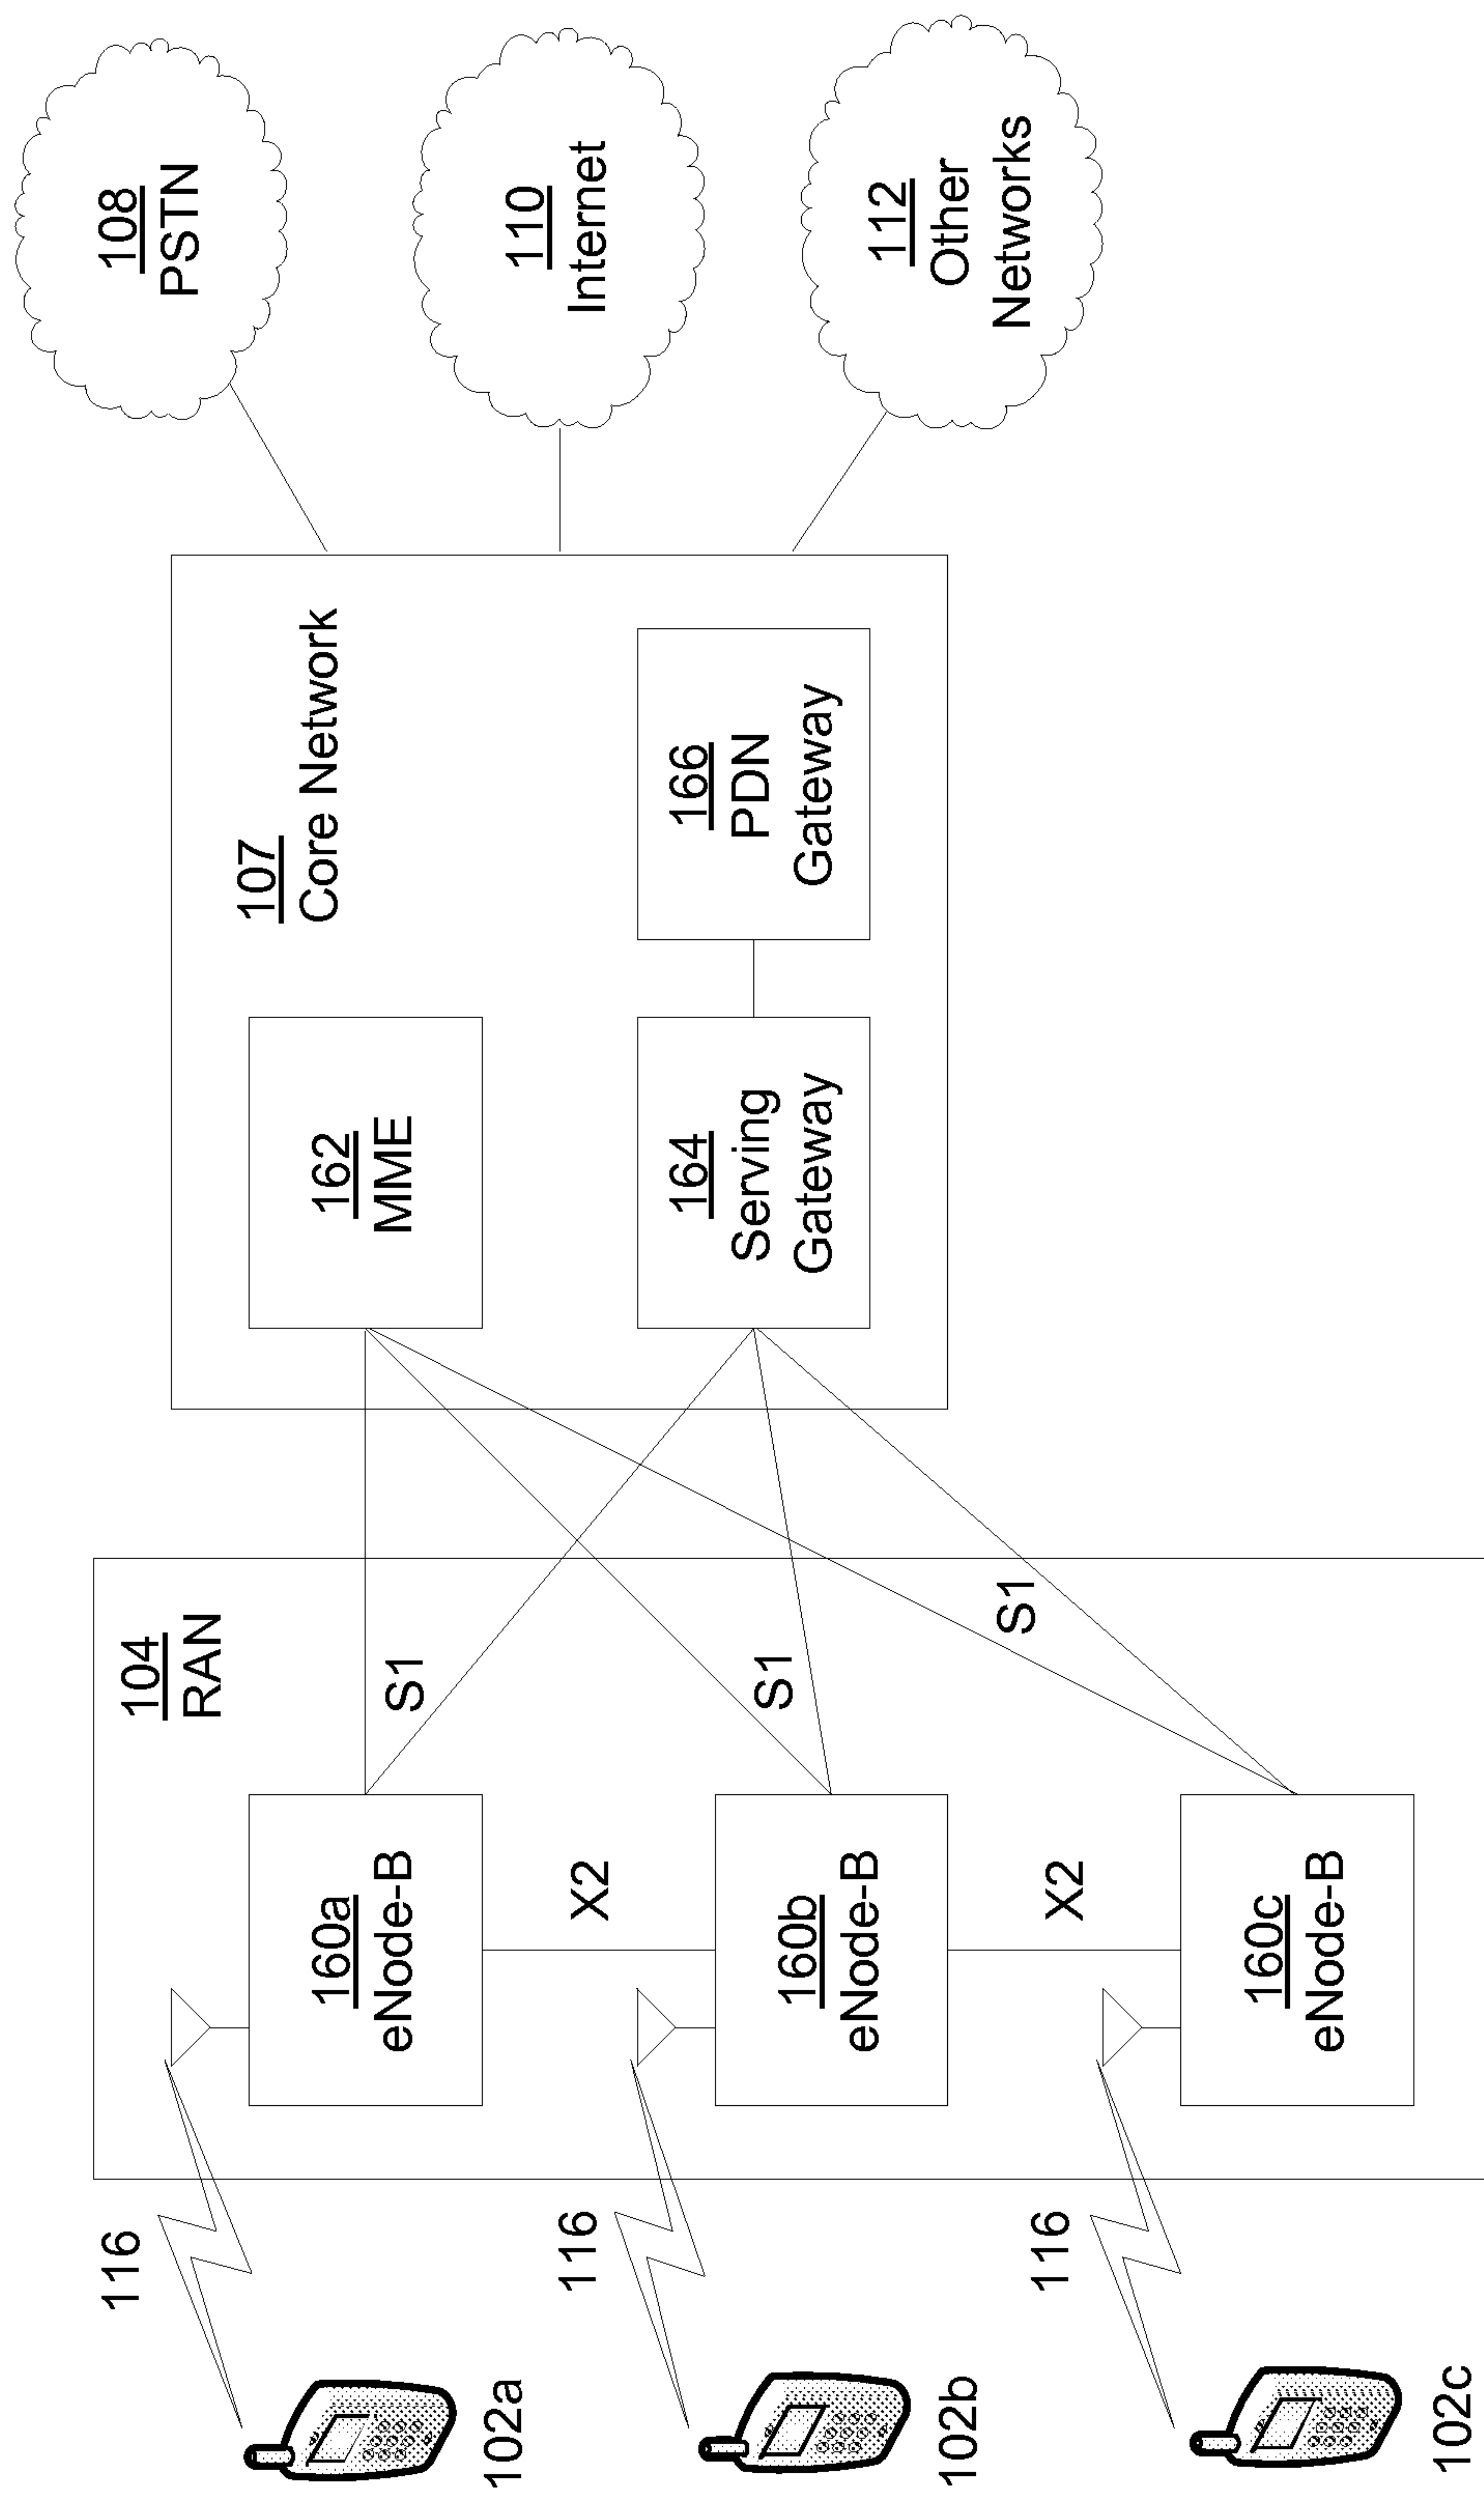 116
102a
116
102b
116
102c
104
RAN
160a
eNode-B
X2
160b
eNode-B
X2
160c
eNode-B
S1
S1
S1
107
Core Network
162
MME
164
Serving
Gateway
166
PDN
Gateway
108
PSTN
110
Internet
112
Other
Networks